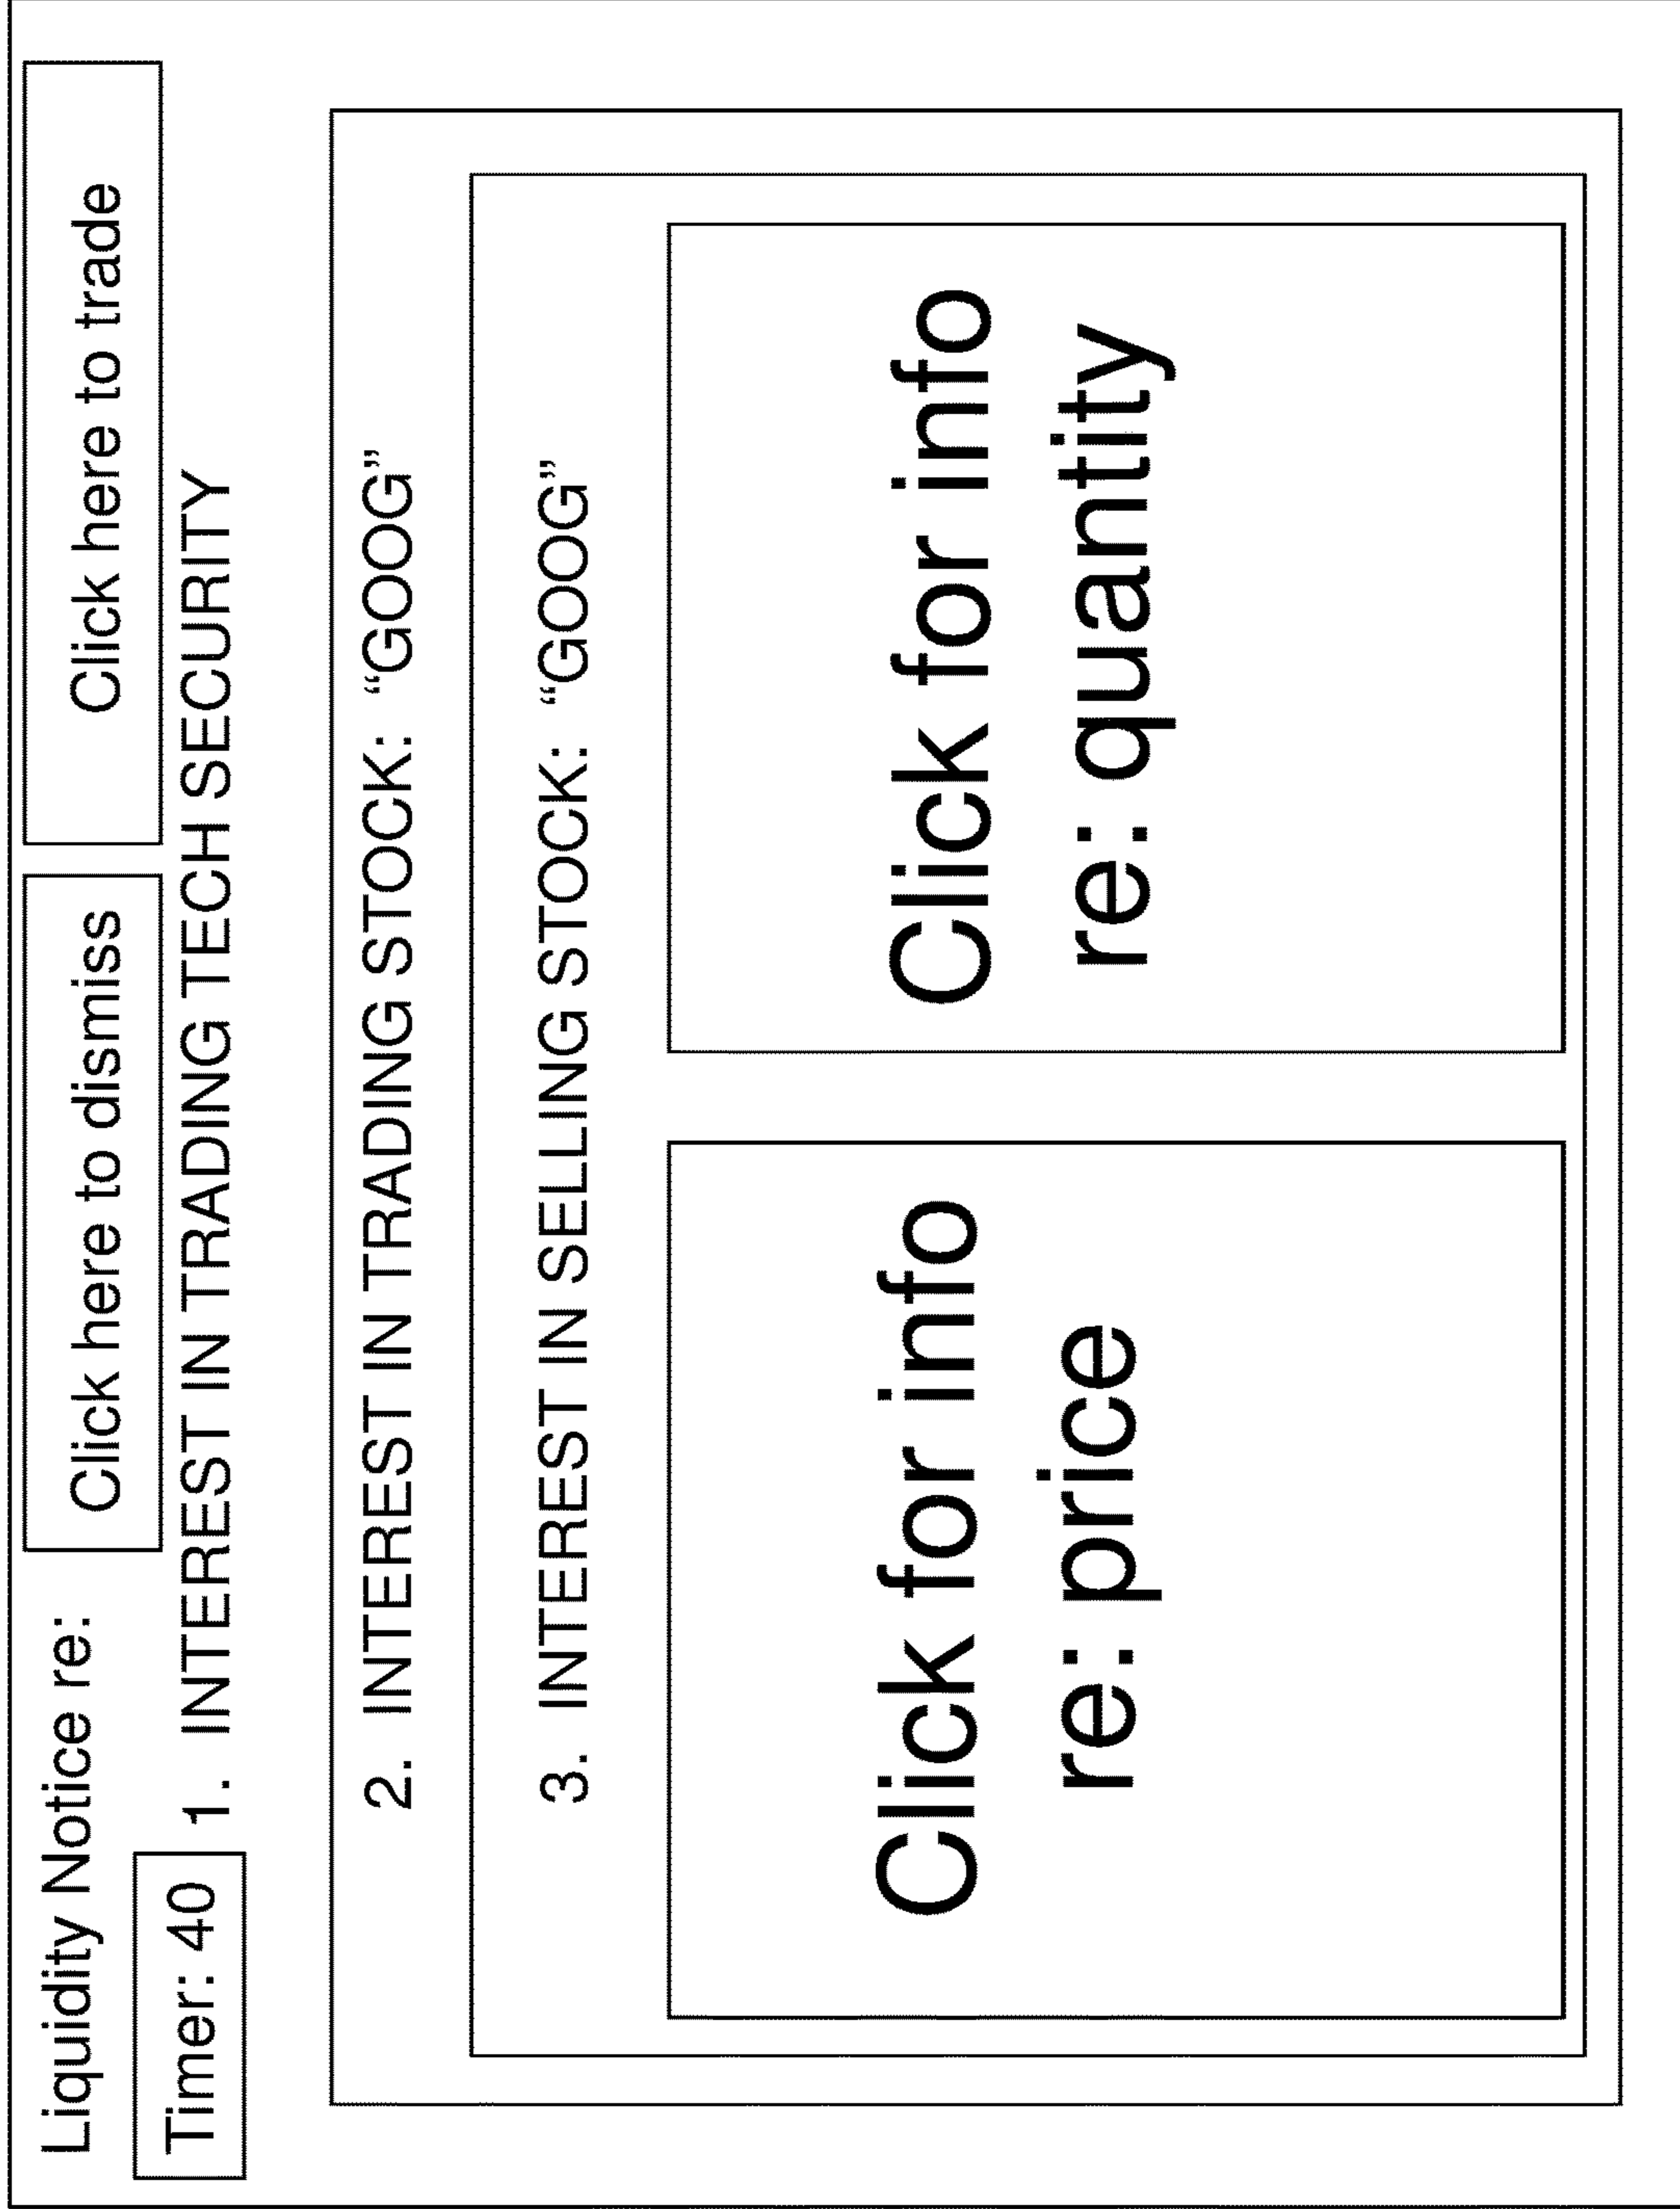 Liquidity Notice re:
Click here to dismiss
Click here to trade
Timer: 40
1. INTEREST IN TRADING TECH SECURITY
2. INTEREST IN TRADING STOCK: “GOOG”
3. INTEREST IN SELLING STOCK: “GOOG”
Click for info
re: price
Click for info
re: quantity